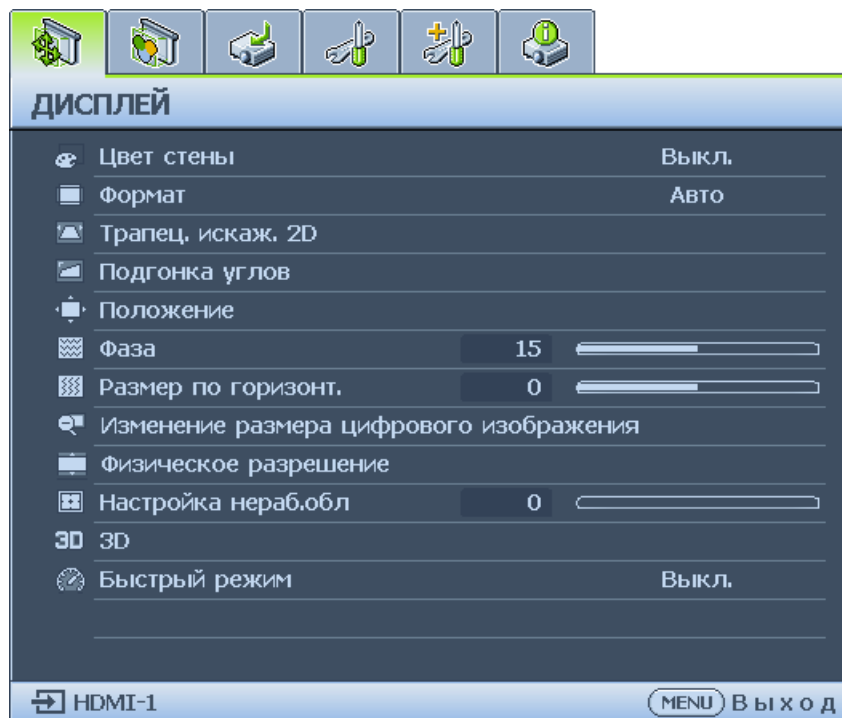 ДИСПЛЕЙ
Цвет стены Выкл.
Формат Авто
Трапец. искаж. 2D
Подгонка углов
Положение
Фаза 15
Размер по горизонт. 0
Изменение размера цифрового изображения
Физическое разрешение
Настройка нераб.обл 0
3D 3D
Быстрый режим Выкл.
HDMI-1 MENU Выход